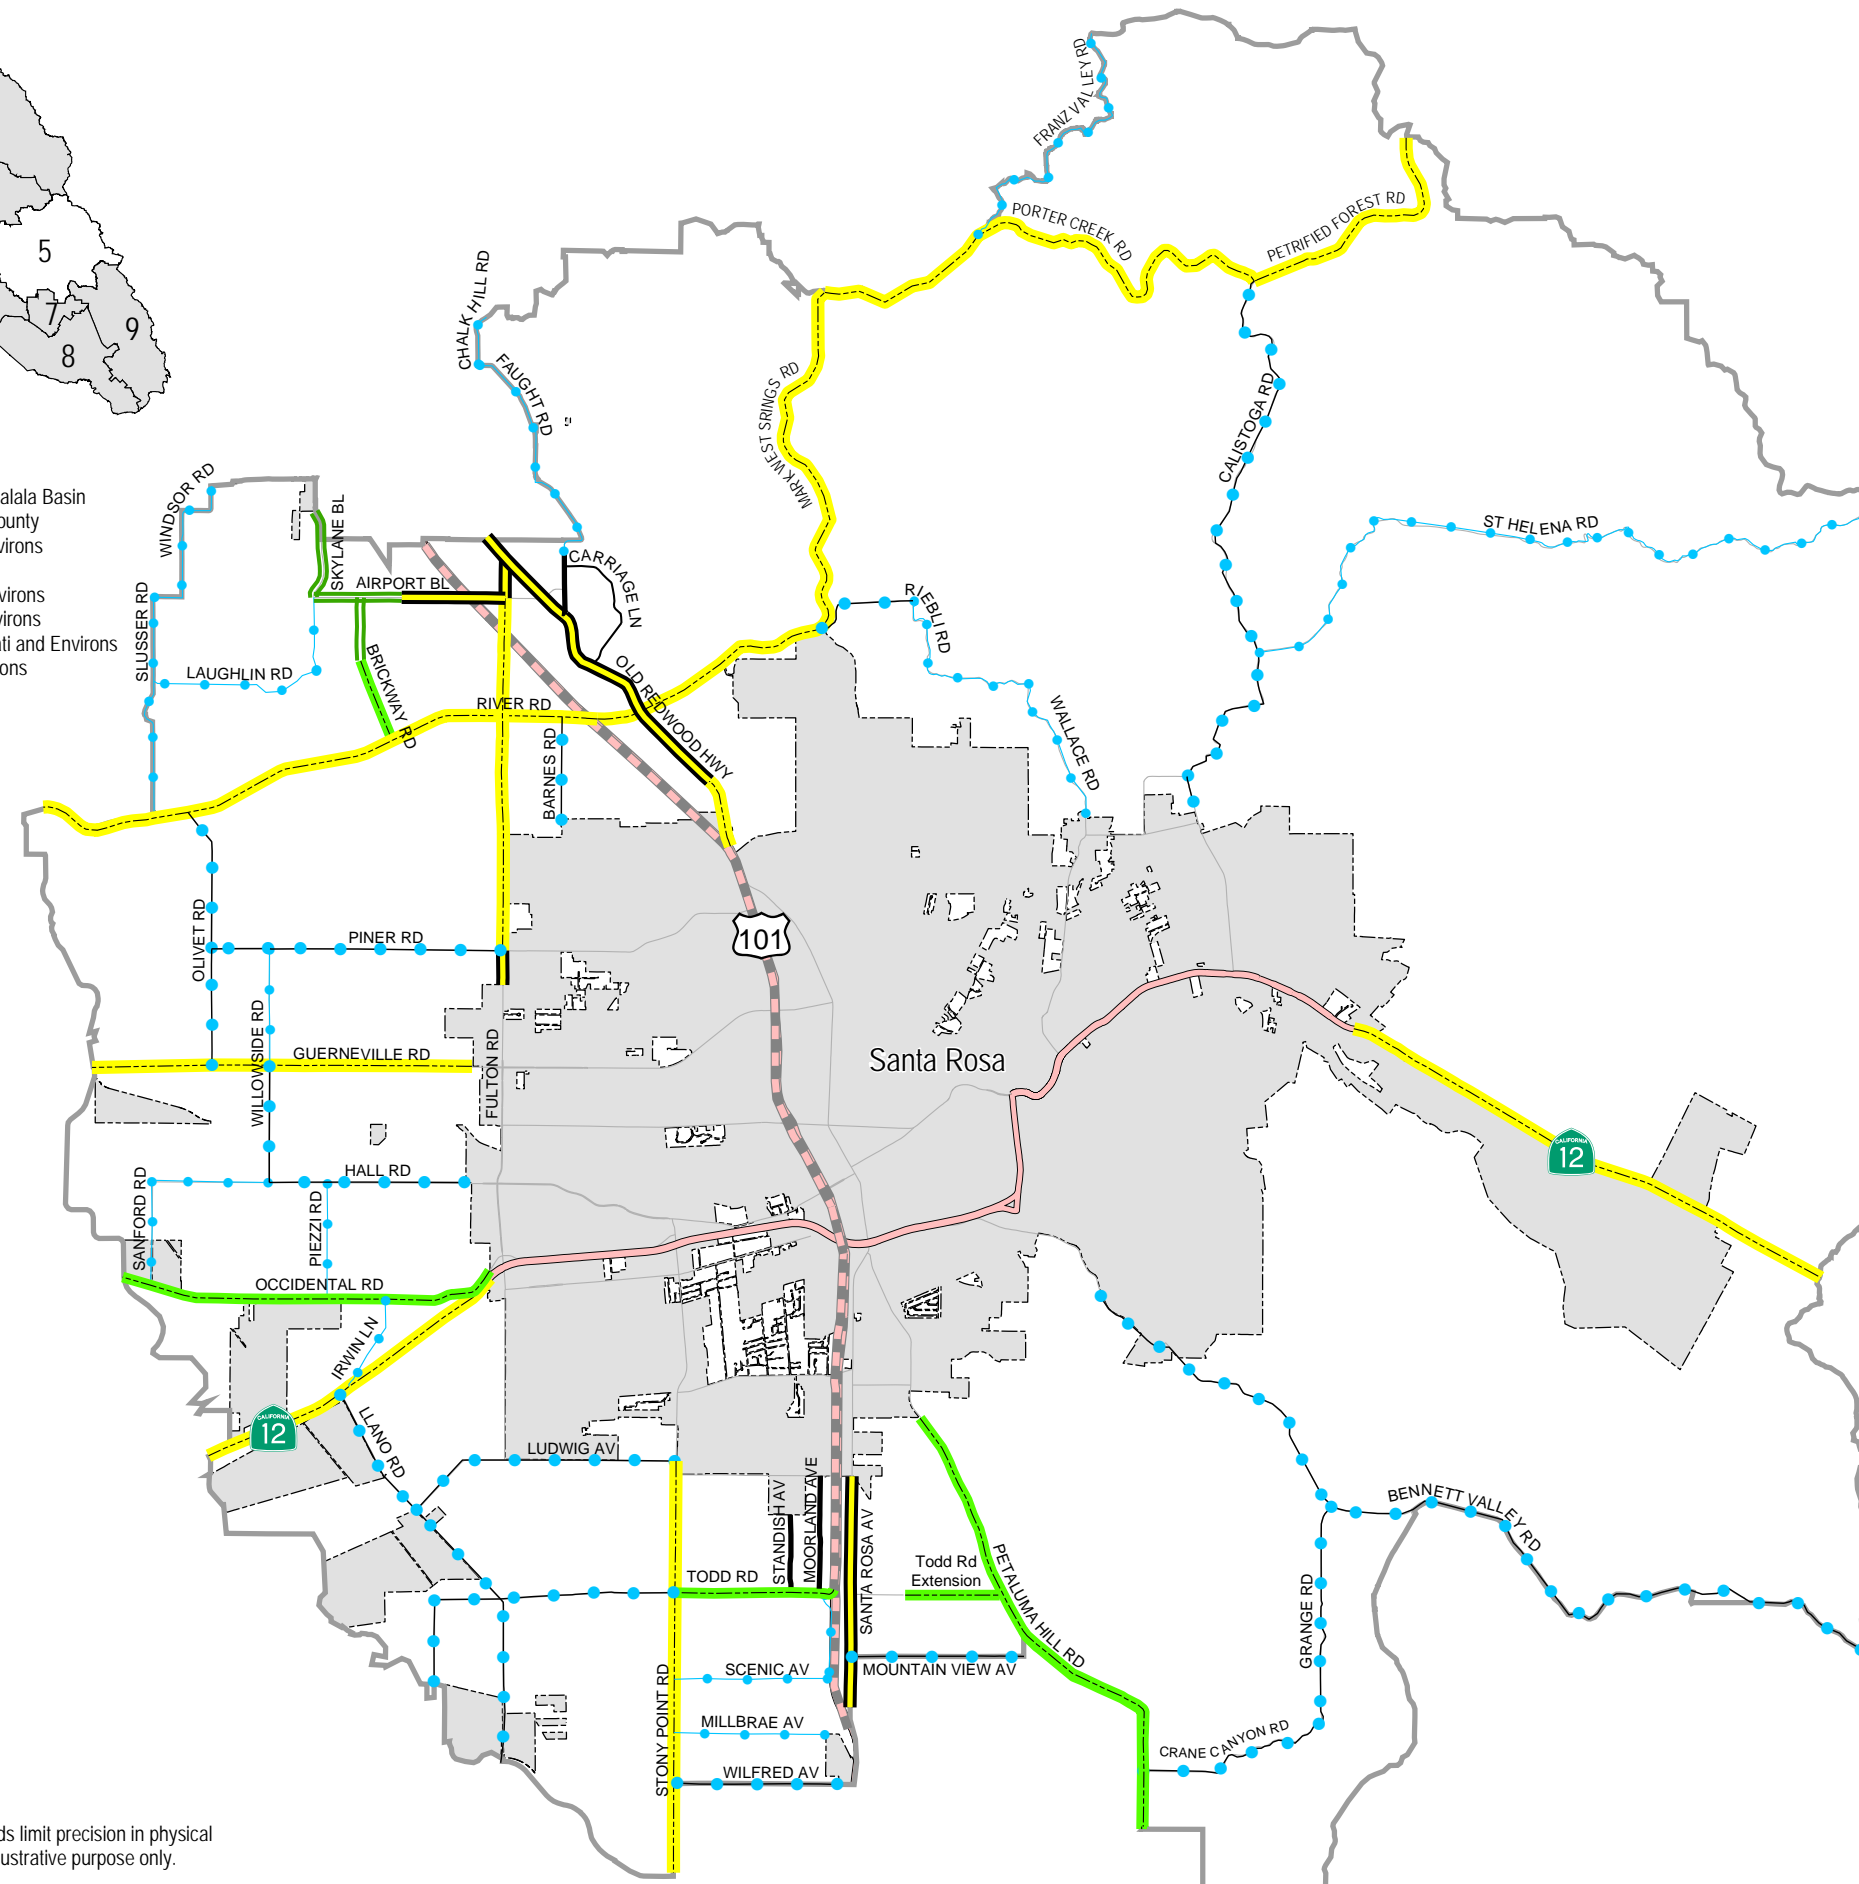 FRANZ VALLEY RD
PORTER CREEK RD
PETRIFIED FOREST RD
5
7
9
8
CHALK HILL RD
FAUGHT RD
MARK WEST SRINGS RD
CALISTOGA RD
ST HELENA RD
alala Basin
ounty
virons
virons
virons
ati and Environs
ons
WINDSOR RD
SKYLANE BL
AIRPORT BL
CARRIAGE LN
SLUSSER RD
LAUGHLIN RD
BRICKWAY RD
RIVER RD
OLD REDWOOD HWY
RIEBLI RD
WALLACE RD
BARNES RD
OLIVET RD
PINER RD
101
WILLOWSIDE RD
GUERNEVILLE RD
FULTON RD
Santa Rosa
CALIFORNIA
12
HALL RD
SANFORD RD
PIEZZI RD
OCCIDENTAL RD
IRWIN LN
CALIFORNIA
12
LLANO RD
LUDWIG AV
STANDISH AV
MOORLAND AVE
SANTA ROSA AV
BENNETT VALLEY RD
TODD RD
Todd Rd
Extension
PETALUMA HILL RD
GRANGE RD
SCENIC AV
MOUNTAIN VIEW AV
STONY POINT RD
MILLBRAE AV
WILFRED AV
CRANE CANYON RD
ds limit precision in physical
ustrative purpose only.